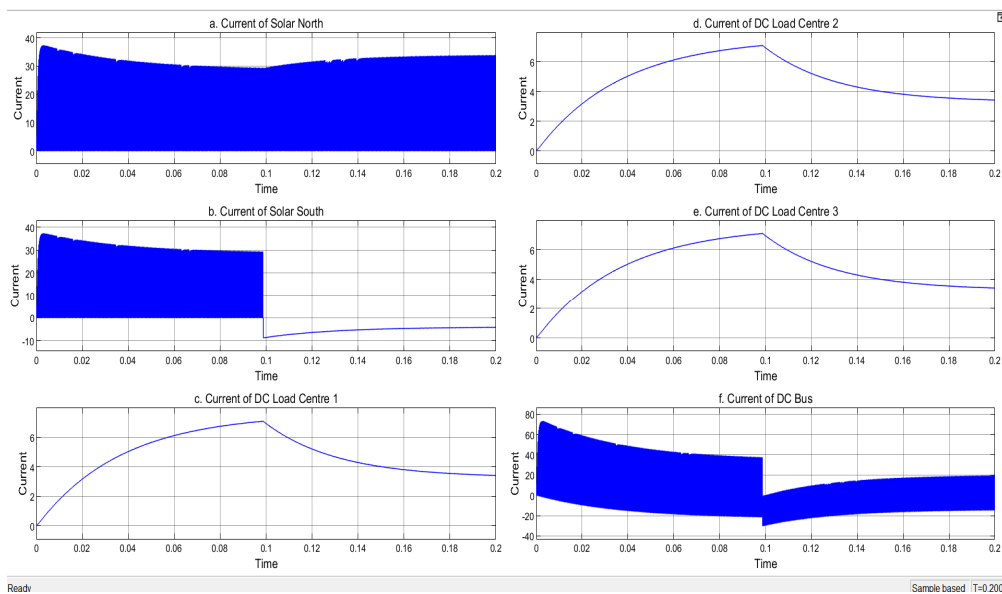 a. Current of Solar North
40
30
20
10
0
Current
0 0.02 0.04 0.06 0.08 0.1 0.12 0.14 0.16 0.18 0.2
Time
b. Current of Solar South
40
30
20
10
0
-10
Current
0 0.02 0.04 0.06 0.08 0.1 0.12 0.14 0.16 0.18 0.2
Time
c. Current of DC Load Centre 1
6
4
2
0
Current
0 0.02 0.04 0.06 0.08 0.1 0.12 0.14 0.16 0.18 0.2
Time
d. Current of DC Load Centre 2
6
4
2
0
Current
0 0.02 0.04 0.06 0.08 0.1 0.12 0.14 0.16 0.18 0.2
Time
e. Current of DC Load Centre 3
6
4
2
0
Current
0 0.02 0.04 0.06 0.08 0.1 0.12 0.14 0.16 0.18 0.2
Time
f. Current of DC Bus
80
60
40
20
0
-20
-40
Current
0 0.02 0.04 0.06 0.08 0.1 0.12 0.14 0.16 0.18 0.2
Time
Ready
Sample based T=0.200